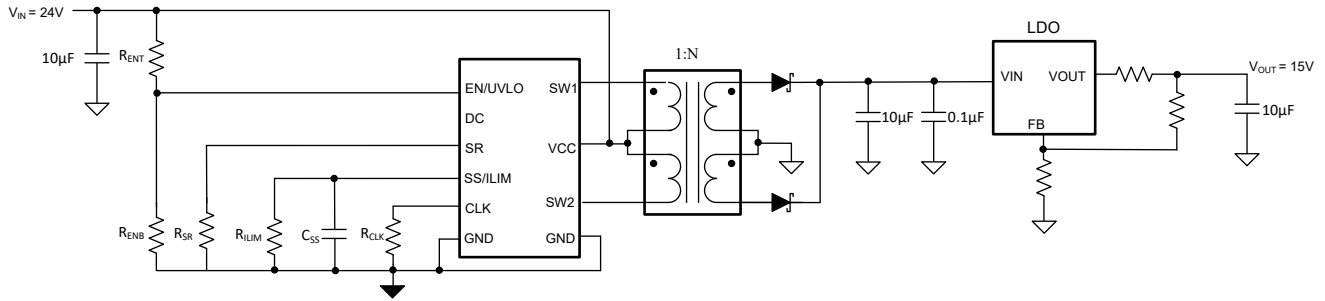 V_IN = 24V
10µF
R_ENT
R_ENB
R_SR
R_ILIM
C_SS
R_CLK
EN/UVLO
DC
SR
SS/ILIM
CLK
GND
SW1
VCC
SW2
GND
1:N
10µF
0.1µF
LDO
VIN
VOUT
FB
V_OUT = 15V
10µF